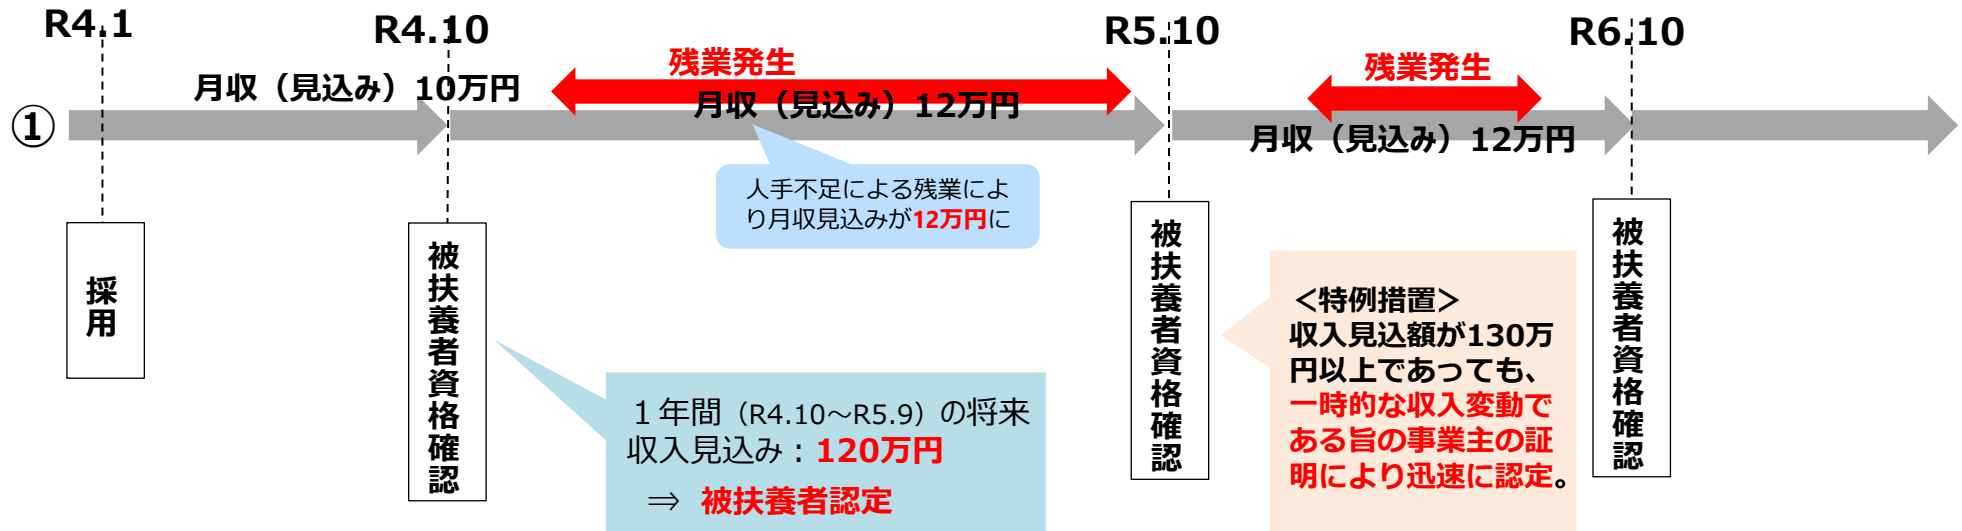 R4.1
R4.10
R5.10
R6.10
残業発生
残業発生
月収（見込み）10万円
月収（見込み）12万円
月収（見込み）12万円
①
人手不足による残業によ
り月収見込みが12万円に
採用
被扶養者資格確認
被扶養者資格確認
被扶養者資格確認
１年間（R4.10～R5.9）の将来
収入見込み：120万円
⇒ 被扶養者認定
＜特例措置＞
収入見込額が130万
円以上であっても、
一時的な収入変動で
ある旨の事業主の証
明により迅速に認定。